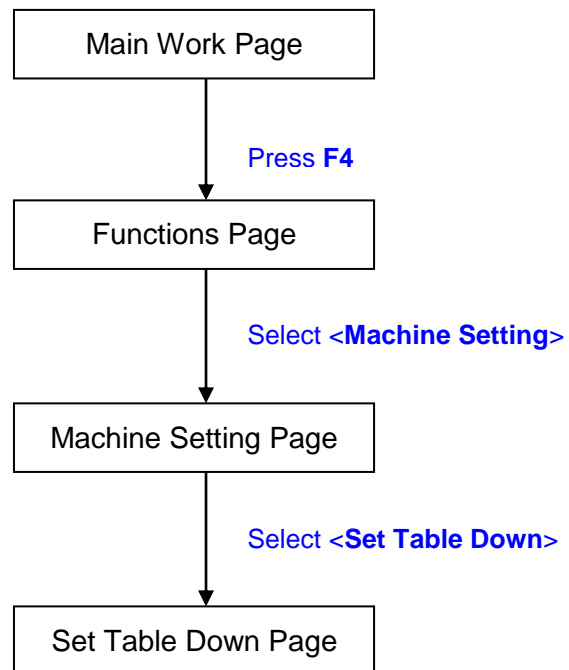 Main Work Page
Press F4
Functions Page
Select <Machine Setting>
Machine Setting Page
Select <Set Table Down>
Set Table Down Page